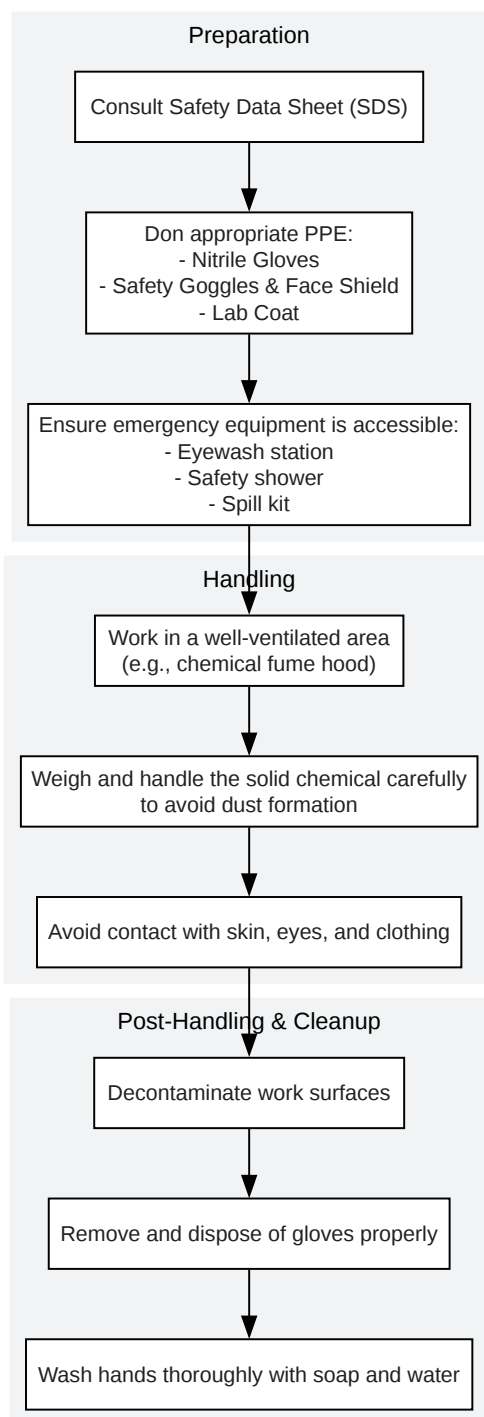 Preparation
Consult Safety Data Sheet (SDS)
Don appropriate PPE:
- Nitrile Gloves
- Safety Goggles & Face Shield
- Lab Coat
Ensure emergency equipment is accessible:
- Eyewash station
- Safety shower
- Spill kit
Handling
Work in a well-ventilated area
(e.g., chemical fume hood)
Weigh and handle the solid chemical carefully
to avoid dust formation
Avoid contact with skin, eyes, and clothing
Post-Handling & Cleanup
Decontaminate work surfaces
Remove and dispose of gloves properly
Wash hands thoroughly with soap and water